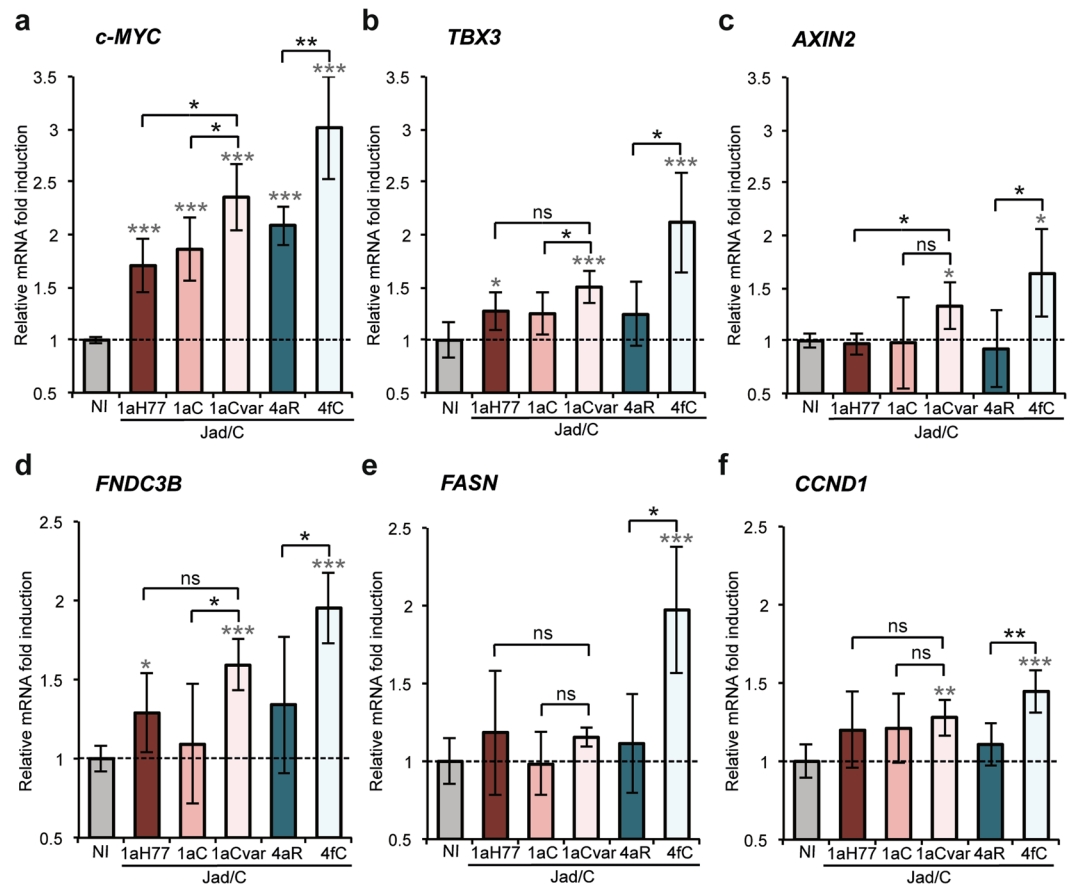 a
c-MYC
Relative mRNA fold induction
3.5
3
2.5
2
1.5
1
0.5
***
***
***
***
***
*
*
**
NI 1aH77 1aC 1aCvar 4aR 4fC
Jad/C
b
TBX3
Relative mRNA fold induction
3.5
3
2.5
2
1.5
1
0.5
*
***
***
ns
*
*
NI 1aH77 1aC 1aCvar 4aR 4fC
Jad/C
c
AXIN2
Relative mRNA fold induction
3.5
3
2.5
2
1.5
1
0.5
*
*
*
ns
*
NI 1aH77 1aC 1aCvar 4aR 4fC
Jad/C
d
FNDC3B
Relative mRNA fold induction
2.5
2
1.5
1
0.5
*
***
***
ns
*
*
NI 1aH77 1aC 1aCvar 4aR 4fC
Jad/C
e
FASN
Relative mRNA fold induction
2.5
2
1.5
1
0.5
***
ns
ns
*
NI 1aH77 1aC 1aCvar 4aR 4fC
Jad/C
f
CCND1
Relative mRNA fold induction
2.5
2
1.5
1
0.5
**
***
ns
ns
**
NI 1aH77 1aC 1aCvar 4aR 4fC
Jad/C